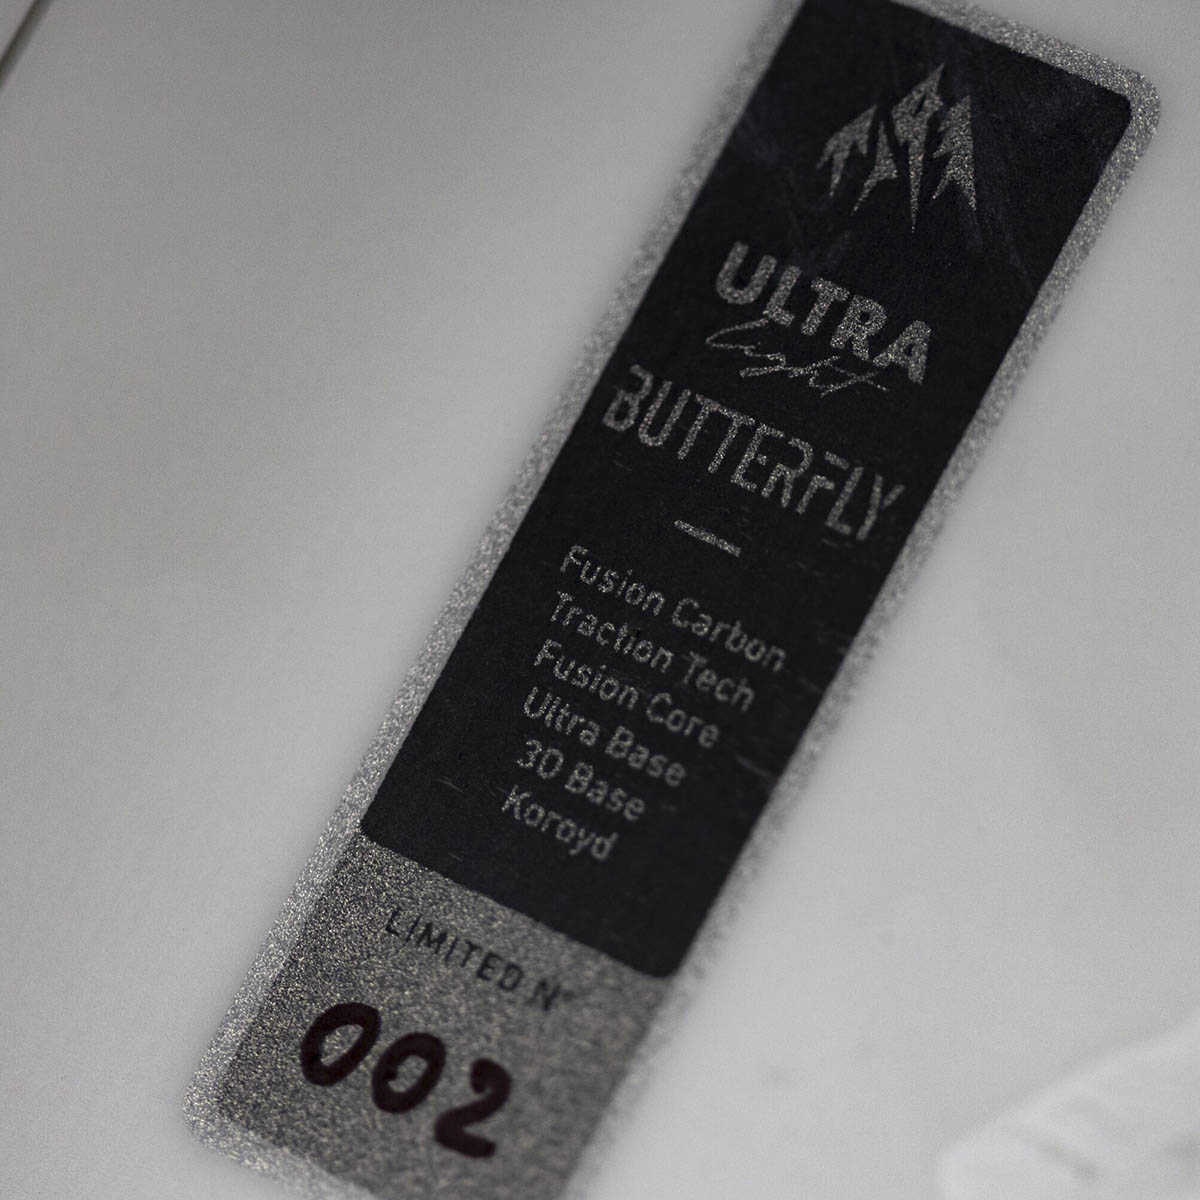 ULTRA
light
BUTTERFLY
Fusion Carbon
Traction Tech
Fusion Core
Ultra Base
3D Base
Koroyd
LIMITED N°
002